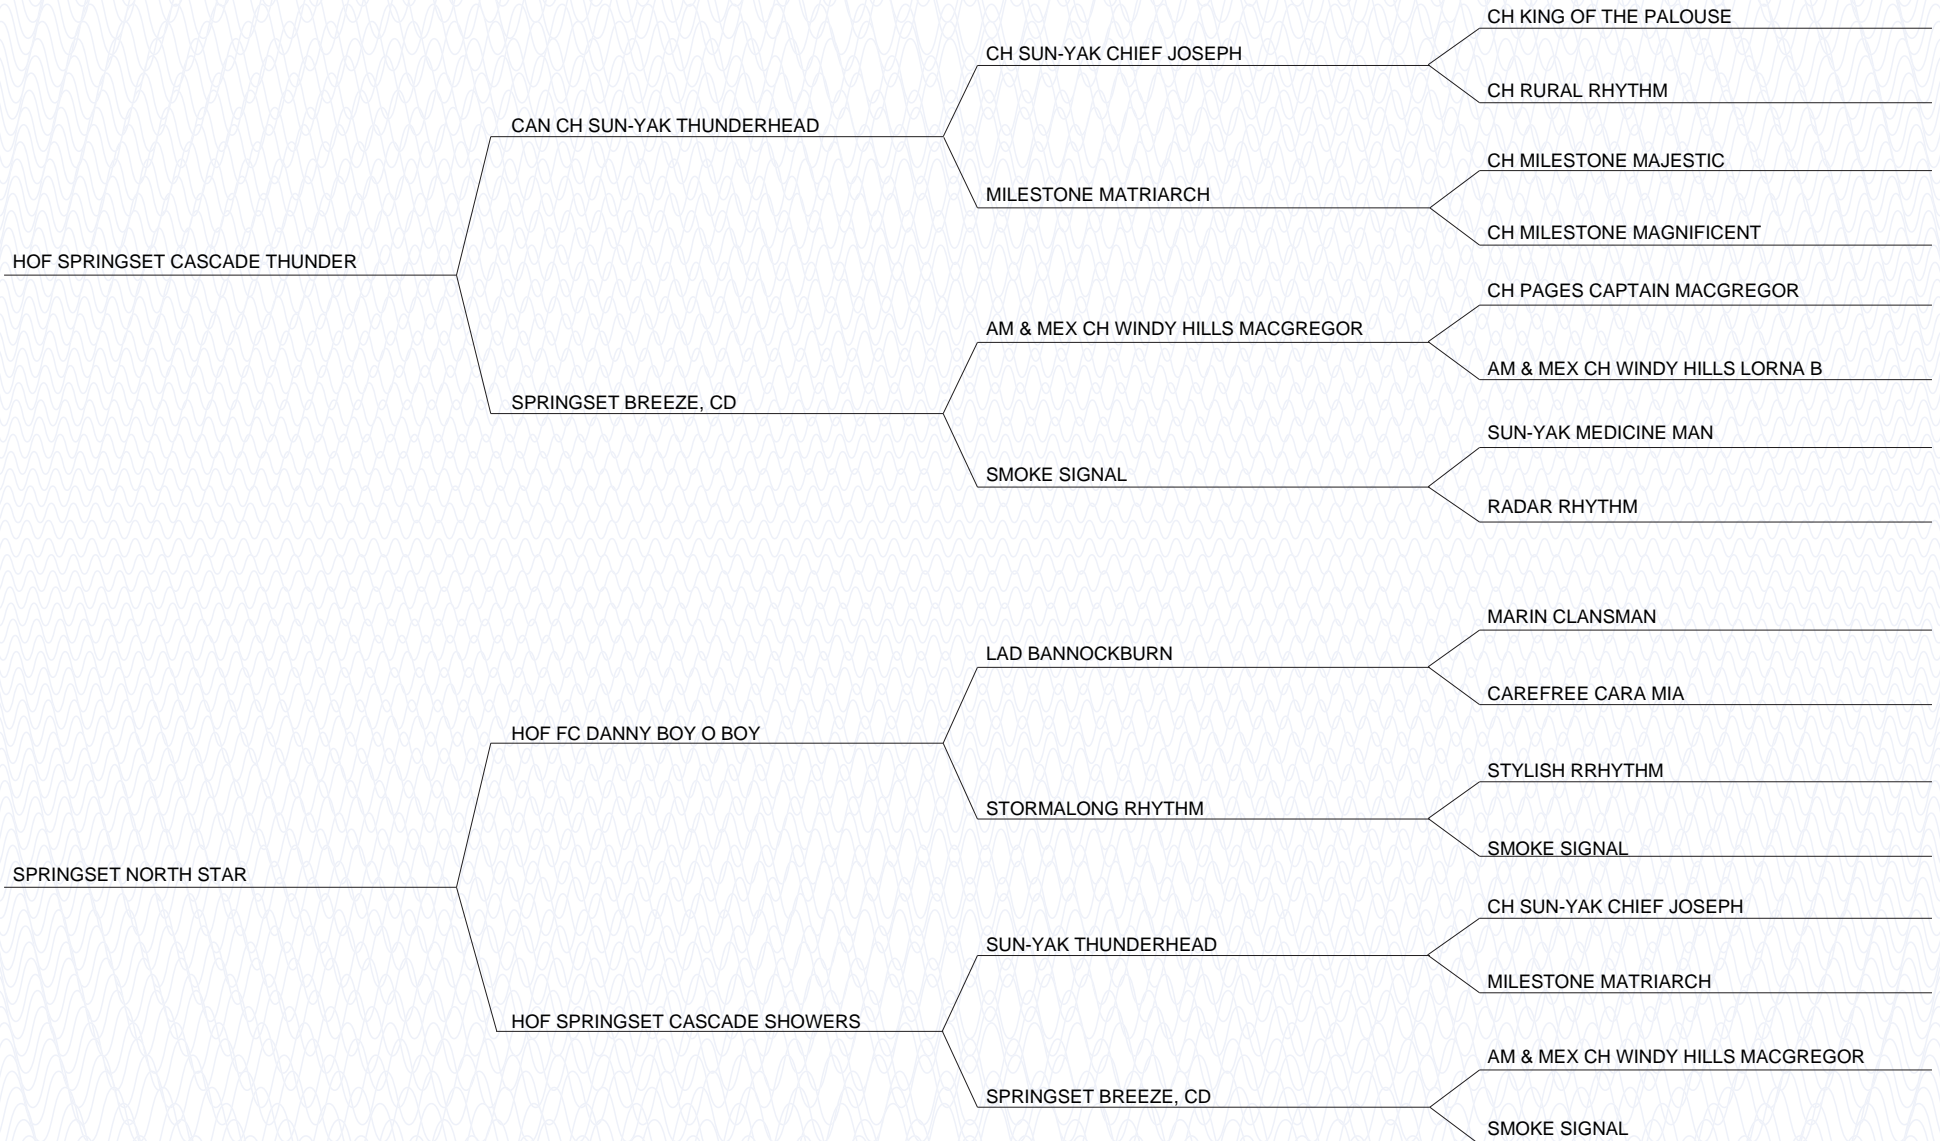 CH KING OF THE PALOUSE
CH SUN-YAK CHIEF JOSEPH
CH RURAL RHYTHM
CAN CH SUN-YAK THUNDERHEAD
CH MILESTONE MAJESTIC
MILESTONE MATRIARCH
CH MILESTONE MAGNIFICENT
HOF SPRINGSET CASCADE THUNDER
CH PAGES CAPTAIN MACGREGOR
AM & MEX CH WINDY HILLS MACGREGOR
AM & MEX CH WINDY HILLS LORNA B
SPRINGSET BREEZE, CD
SUN-YAK MEDICINE MAN
SMOKE SIGNAL
RADAR RHYTHM
MARIN CLANSMAN
LAD BANNOCKBURN
CAREFREE CARA MIA
HOF FC DANNY BOY O BOY
STYLISH RRHYTHM
STORMALONG RHYTHM
SMOKE SIGNAL
SPRINGSET NORTH STAR
CH SUN-YAK CHIEF JOSEPH
SUN-YAK THUNDERHEAD
MILESTONE MATRIARCH
HOF SPRINGSET CASCADE SHOWERS
AM & MEX CH WINDY HILLS MACGREGOR
SPRINGSET BREEZE, CD
SMOKE SIGNAL